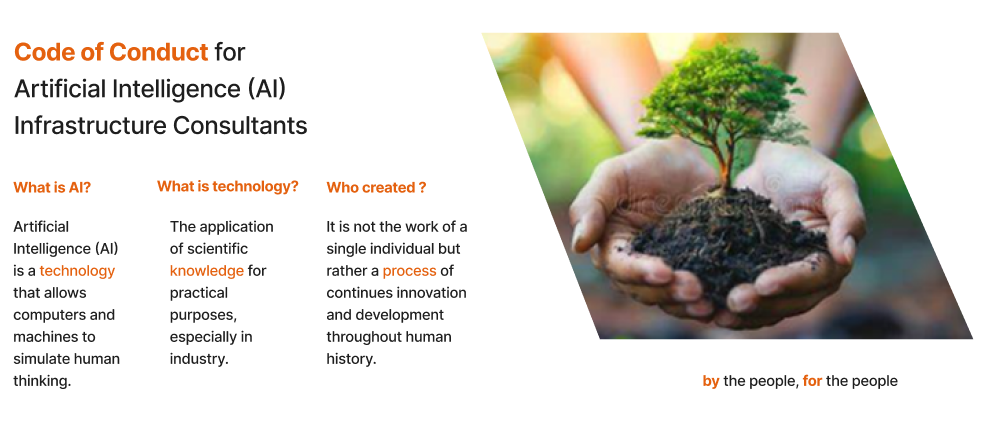 Code of Conduct for
Artificial Intelligence (AI)
Infrastructure Consultants
What is AI?
Artificial
Intelligence (AI)
is a technology
that allows
computers and
machines to
simulate human
thinking.
What is technology?
The application
of scientific
knowledge for
practical
purposes,
especially in
industry.
Who created ?
It is not the work of a
single individual but
rather a process of
continues innovation
and development
throughout human
history.
by the people, for the people